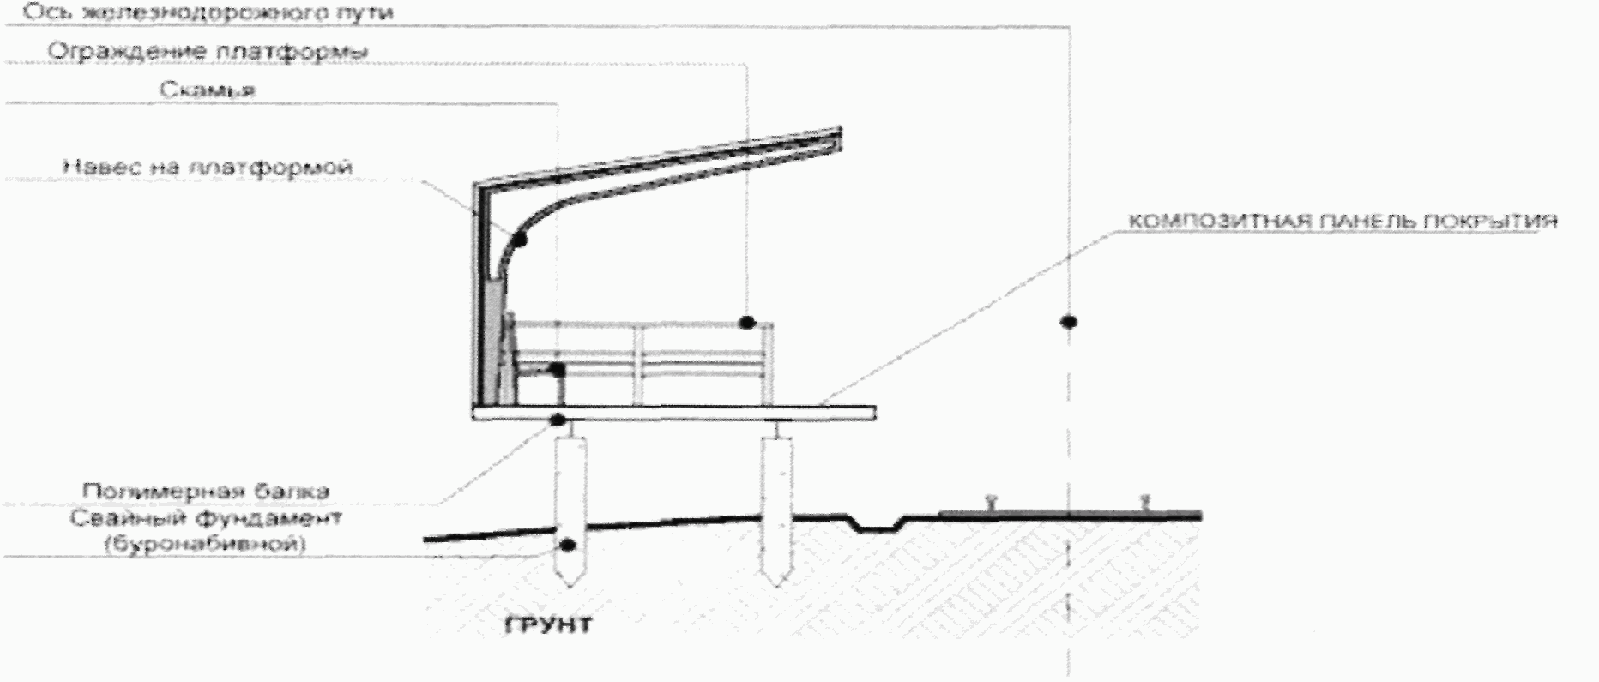 Ось железнодорожного пути
Ограждение платформы
Скамья
Навес на платформой
КОМПОЗИТНАЯ ПАНЕЛЬ ПОКРЫТИЯ
Полимерная балка
Свайный фундамент
(буронабивной)
ГРУНТ